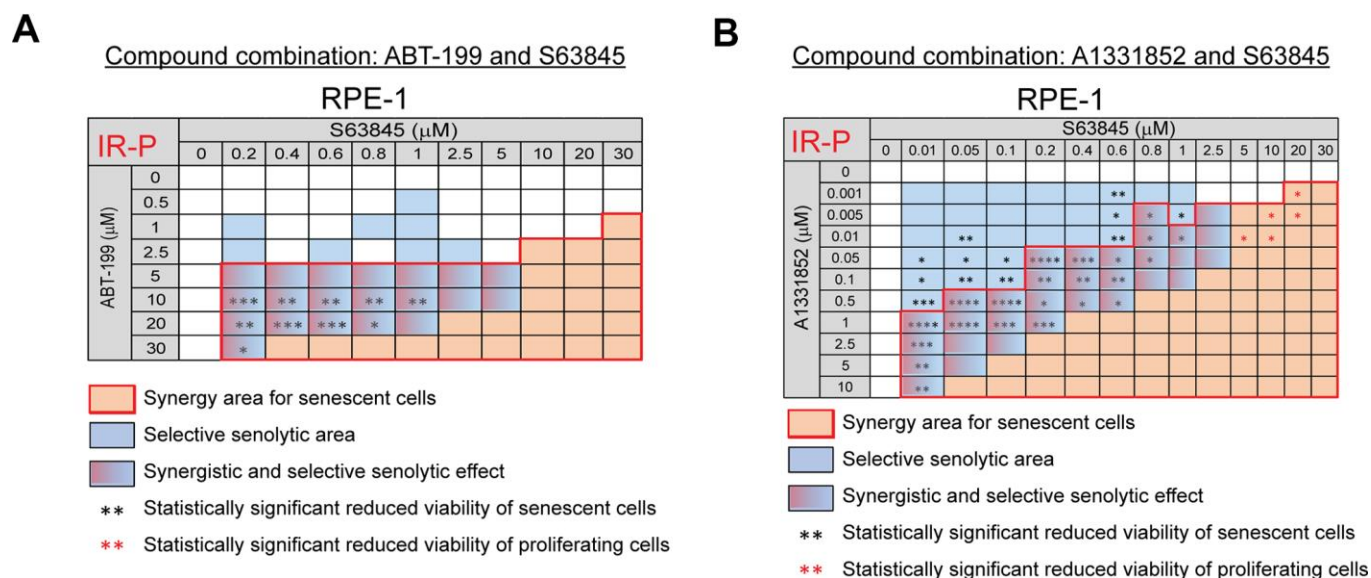 A
Compound combination: ABT-199 and S63845
RPE-1
IR-P
S63845 (μM)
0 0.2 0.4 0.6 0.8 1 2.5 5 10 20 30
ABT-199 (μM)
0
0.5
1
2.5
5
10 *** ** ** ** **
20 ** *** *** *
30 *
Synergy area for senescent cells
Selective senolytic area
Synergistic and selective senolytic effect
** Statistically significant reduced viability of senescent cells
** Statistically significant reduced viability of proliferating cells
B
Compound combination: A1331852 and S63845
RPE-1
IR-P
S63845 (μM)
0 0.01 0.05 0.1 0.2 0.4 0.6 0.8 1 2.5 5 10 20 30
A1331852 (μM)
0
0.001 ** *
0.005 * * * * *
0.01 ** ** * * * *
0.05 * * * **** *** * *
0.1 * ** ** ** ** **
0.5 *** **** **** * * *
1 **** **** *** ***
2.5 ***
5 **
10 **
Synergy area for senescent cells
Selective senolytic area
Synergistic and selective senolytic effect
** Statistically significant reduced viability of senescent cells
** Statistically significant reduced viability of proliferating cells